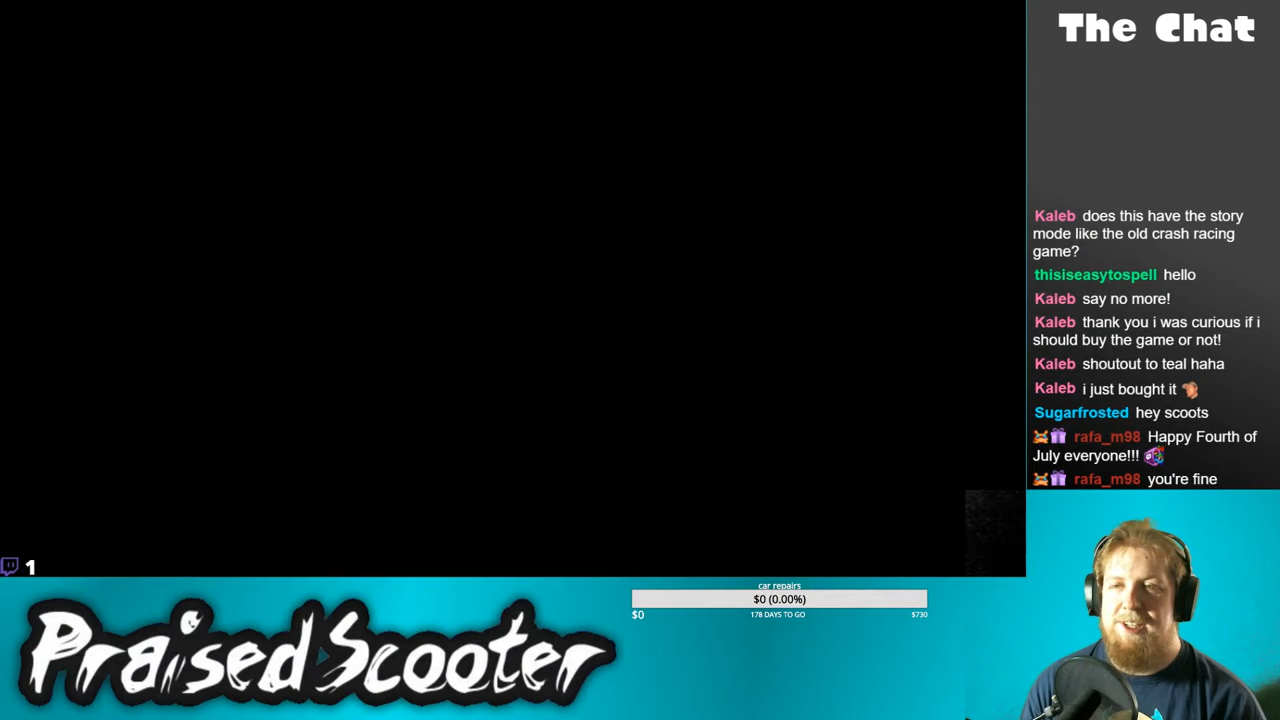 The Chat
Kaleb does this have the story
mode like the old crash racing
game?
thisiseasytospell hello
Kaleb say no more!
Kaleb thank you i was curious if i
should buy the game or not!
Kaleb shoutout to teal haha
Kaleb i just bought it
Sugarfrosted hey scoots
rafa_m98 Happy Fourth of
July everyone!!!
rafa_m98 you're fine
1
car repairs
$0 (0.00%)
$0 178 DAYS TO GO $730
PraisedScooter